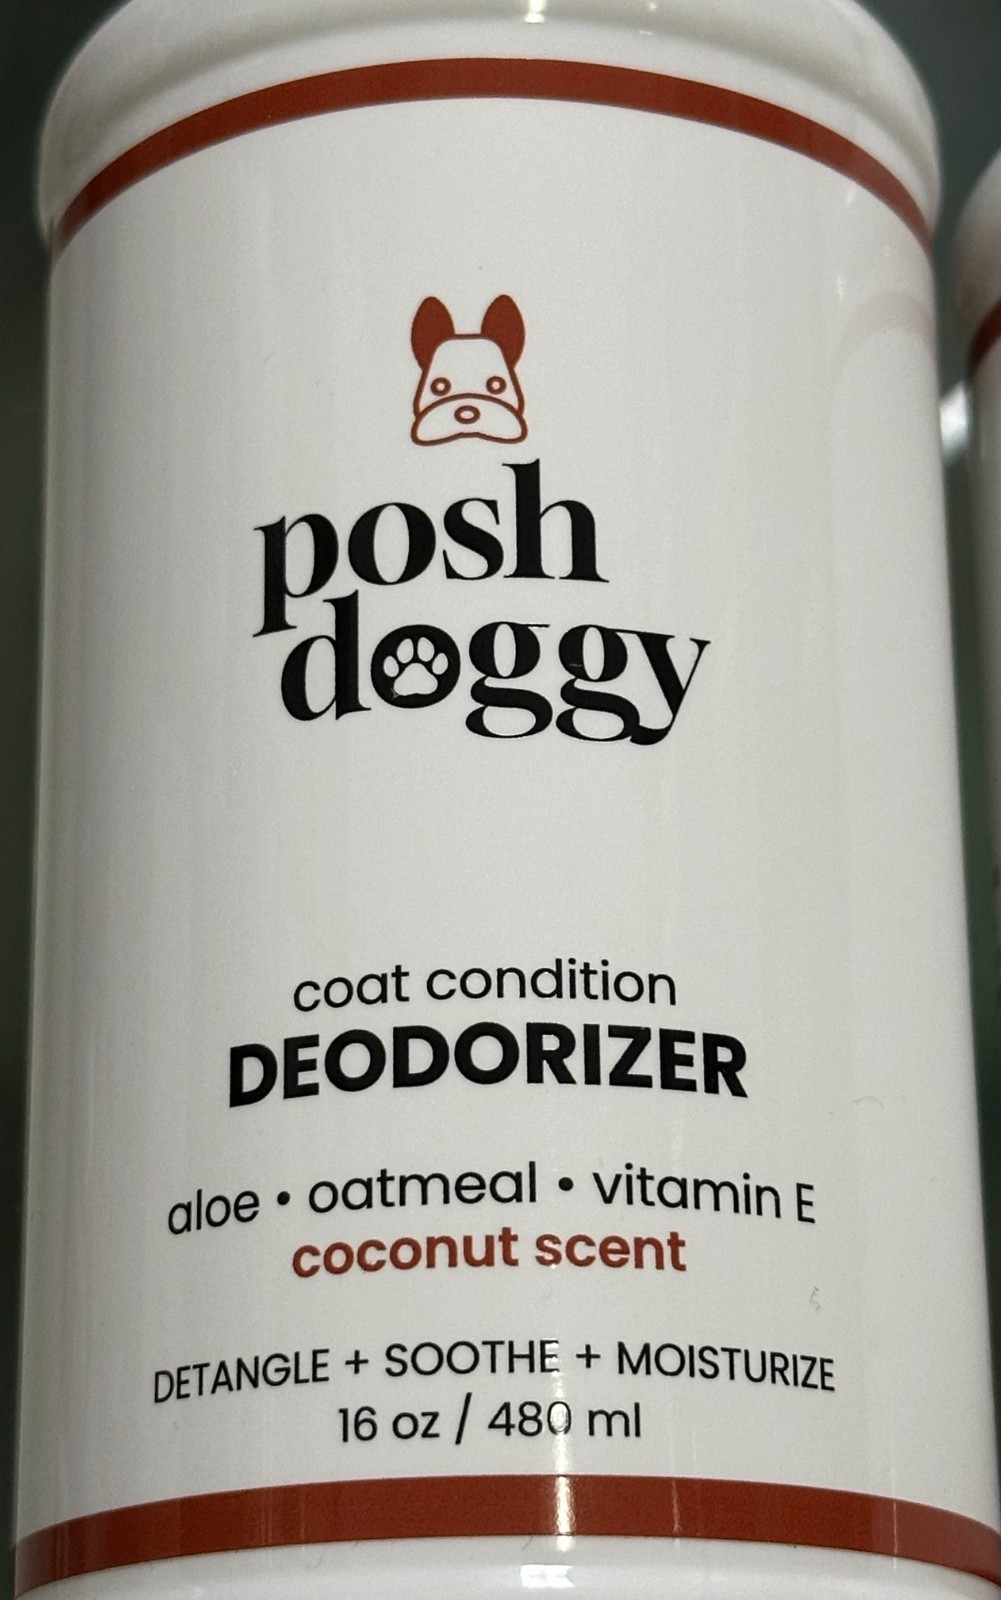 posh
doggy
coat condition
DEODORIZER
aloe • oatmeal • vitamin E
coconut scent
DETANGLE + SOOTHE + MOISTURIZE
16 oz / 480 ml